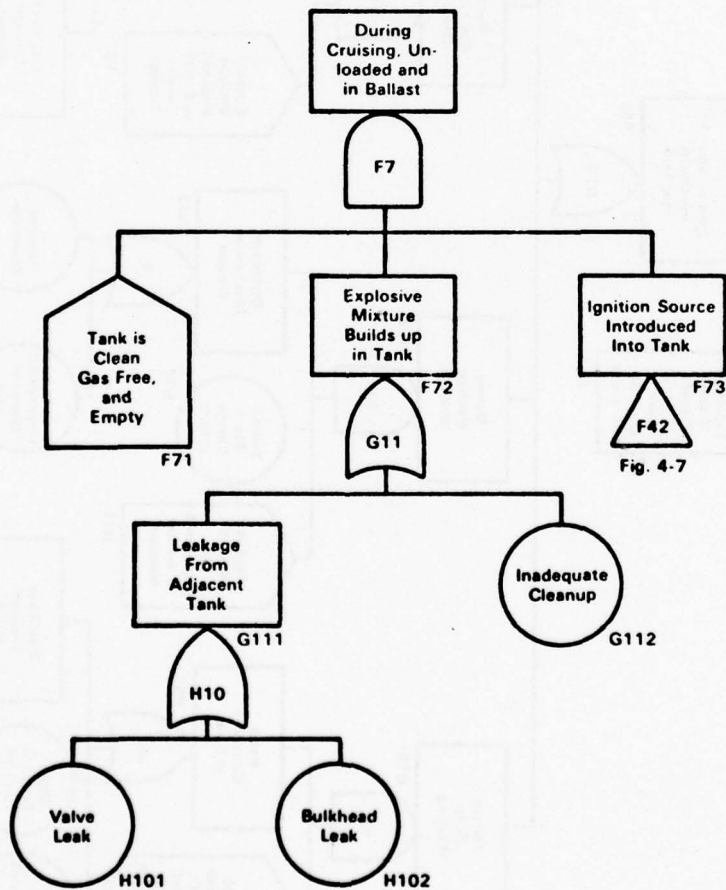 During
Cruising, Un-
loaded and
in Ballast
F7
Tank is
Clean
Gas Free,
and
Empty
F71
Explosive
Mixture
Builds up
in Tank
F72
Ignition Source
Introduced
Into Tank
F73
F42
Fig. 4-7
G11
Leakage
From
Adjacent
Tank
G111
Inadequate
Cleanup
G112
H10
Valve
Leak
H101
Bulkhead
Leak
H102